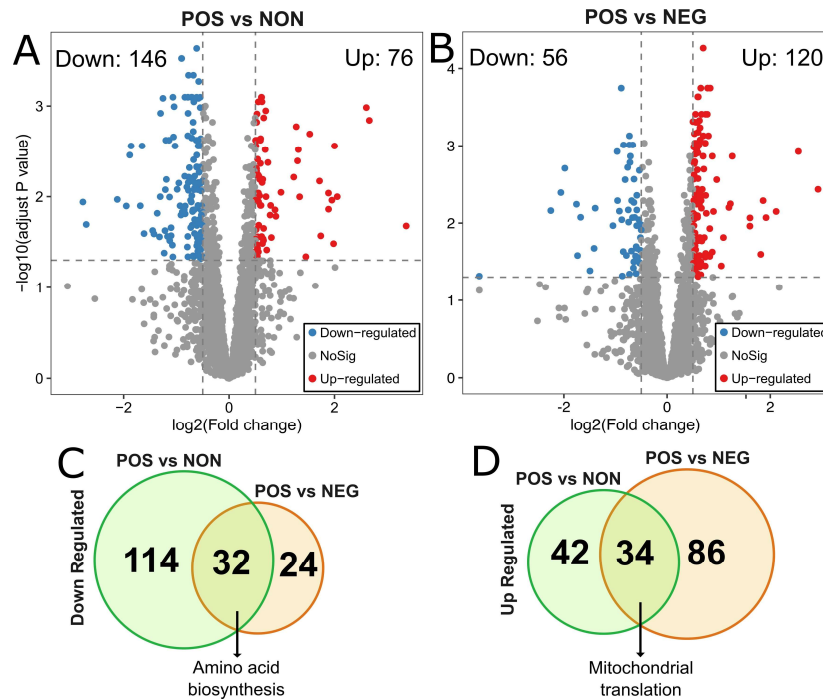 POS vs NON
A
Down: 146
Up: 76
3
2
1
0
−log10(adjust P value)
Down−regulated
NoSig
Up−regulated
−2
0
2
log2(Fold change)
POS vs NEG
B
Down: 56
Up: 120
4
3
2
1
0
Down−regulated
NoSig
Up−regulated
−2
0
2
log2(Fold change)
C
POS vs NON
POS vs NEG
Down Regulated
114
32
24
Amino acid
biosynthesis
D
POS vs NON
POS vs NEG
Up Regulated
42
34
86
Mitochondrial
translation